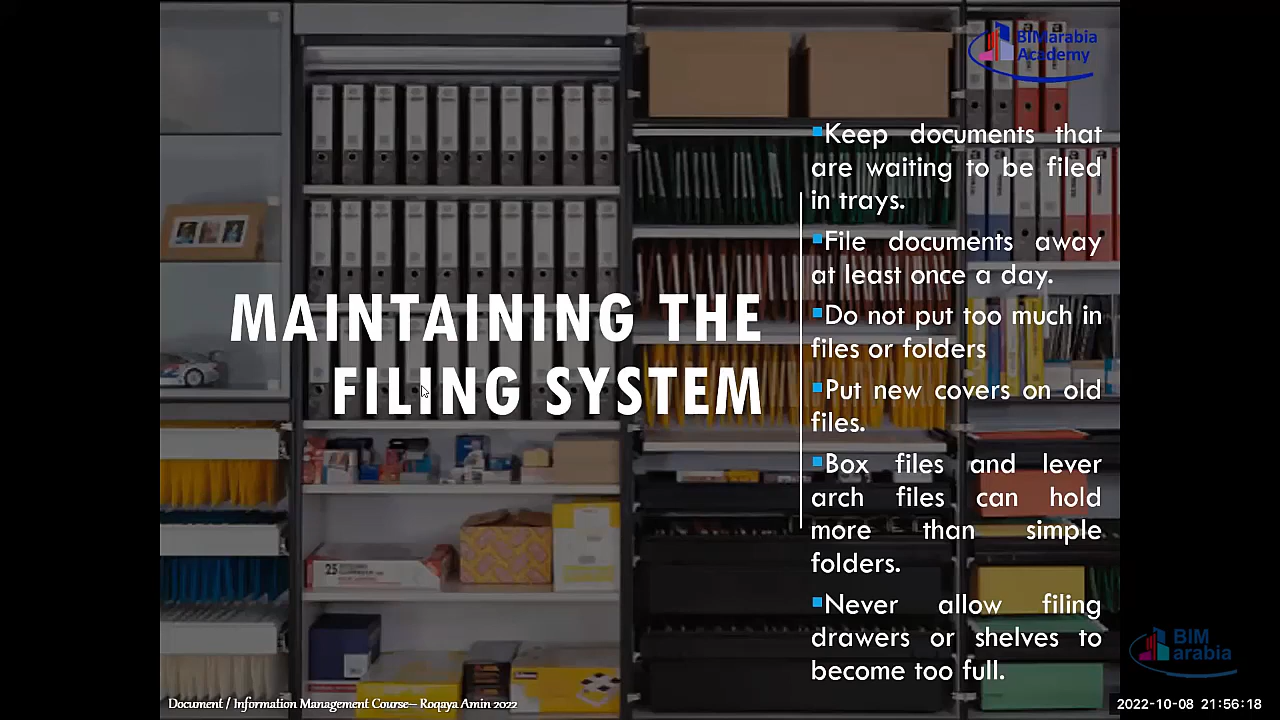 BIMarabia
Academy
Keep documents that
are waiting to be filed
in trays.
File documents away
at least once a day.
Do not put too much in
files or folders
Put new covers on old
files.
Box files and lever
arch files can hold
more than simple
folders.
Never allow filing
drawers or shelves to
become too full.
MAINTAINING THE
FILING SYSTEM
25
BIM
arabia
Document / Information Management Course– Roqaya Amin 2022
2022-10-08 21:56:18